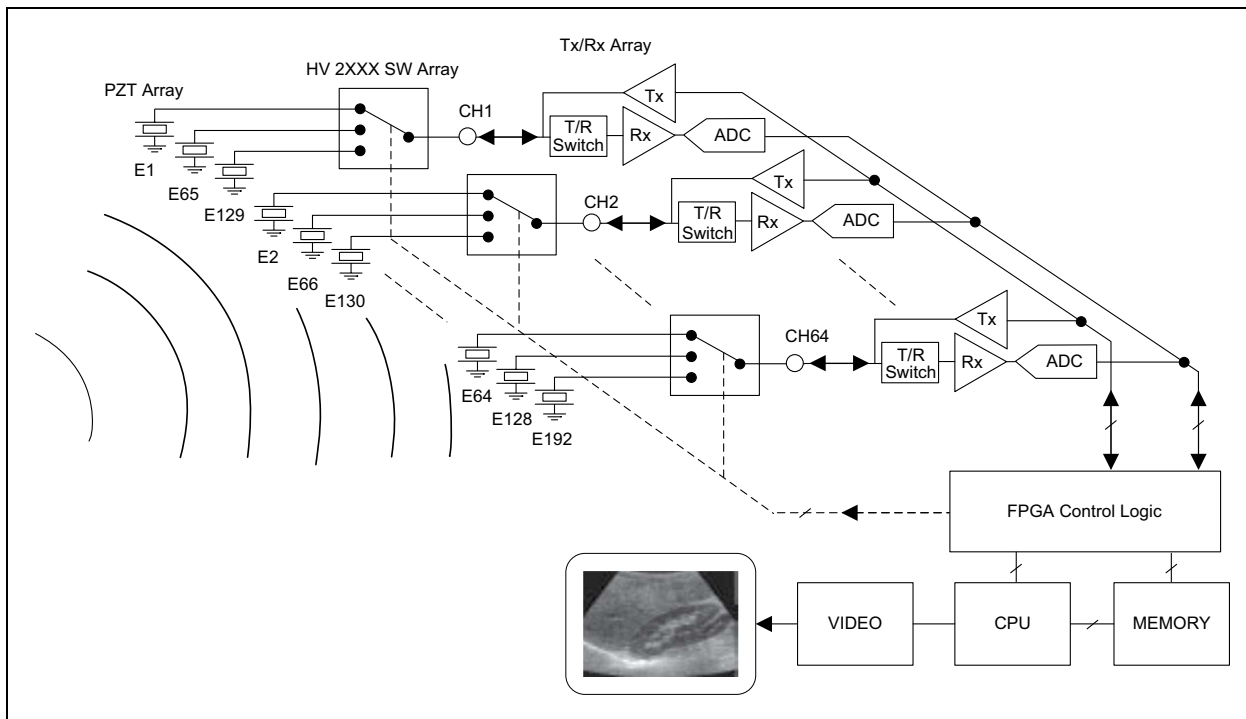 Tx/Rx Array
HV 2XXX SW Array
PZT Array
CH1
Tx
T/R
Switch
Rx
ADC
E1
E65
E129
CH2
Tx
T/R
Switch
Rx
ADC
E2
E66
E130
CH64
Tx
T/R
Switch
Rx
ADC
E64
E128
E192
FPGA Control Logic
VIDEO
CPU
MEMORY